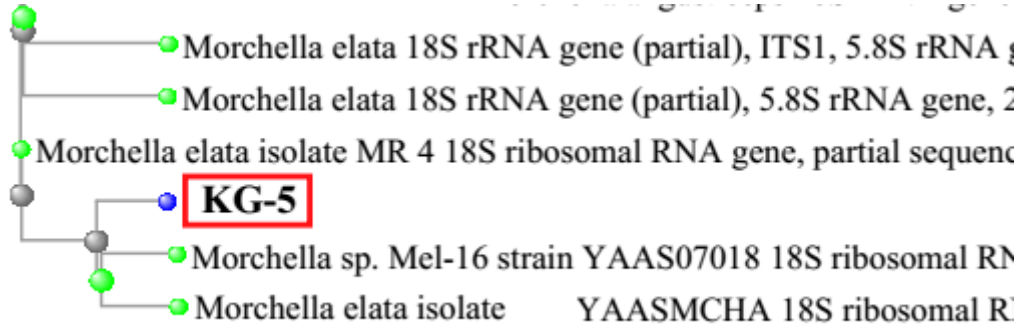 Morchella elata 18S rRNA gene (partial), ITS1, 5.8S rRNA
Morchella elata 18S rRNA gene (partial), 5.8S rRNA gene, 2
Morchella elata isolate MR 4 18S ribosomal RNA gene, partial
KG-5
Morchella sp. Mel-16 strain YAAS07018 18S ribosomal
Morchella elata isolate YAASMCHA 18S ribosomal